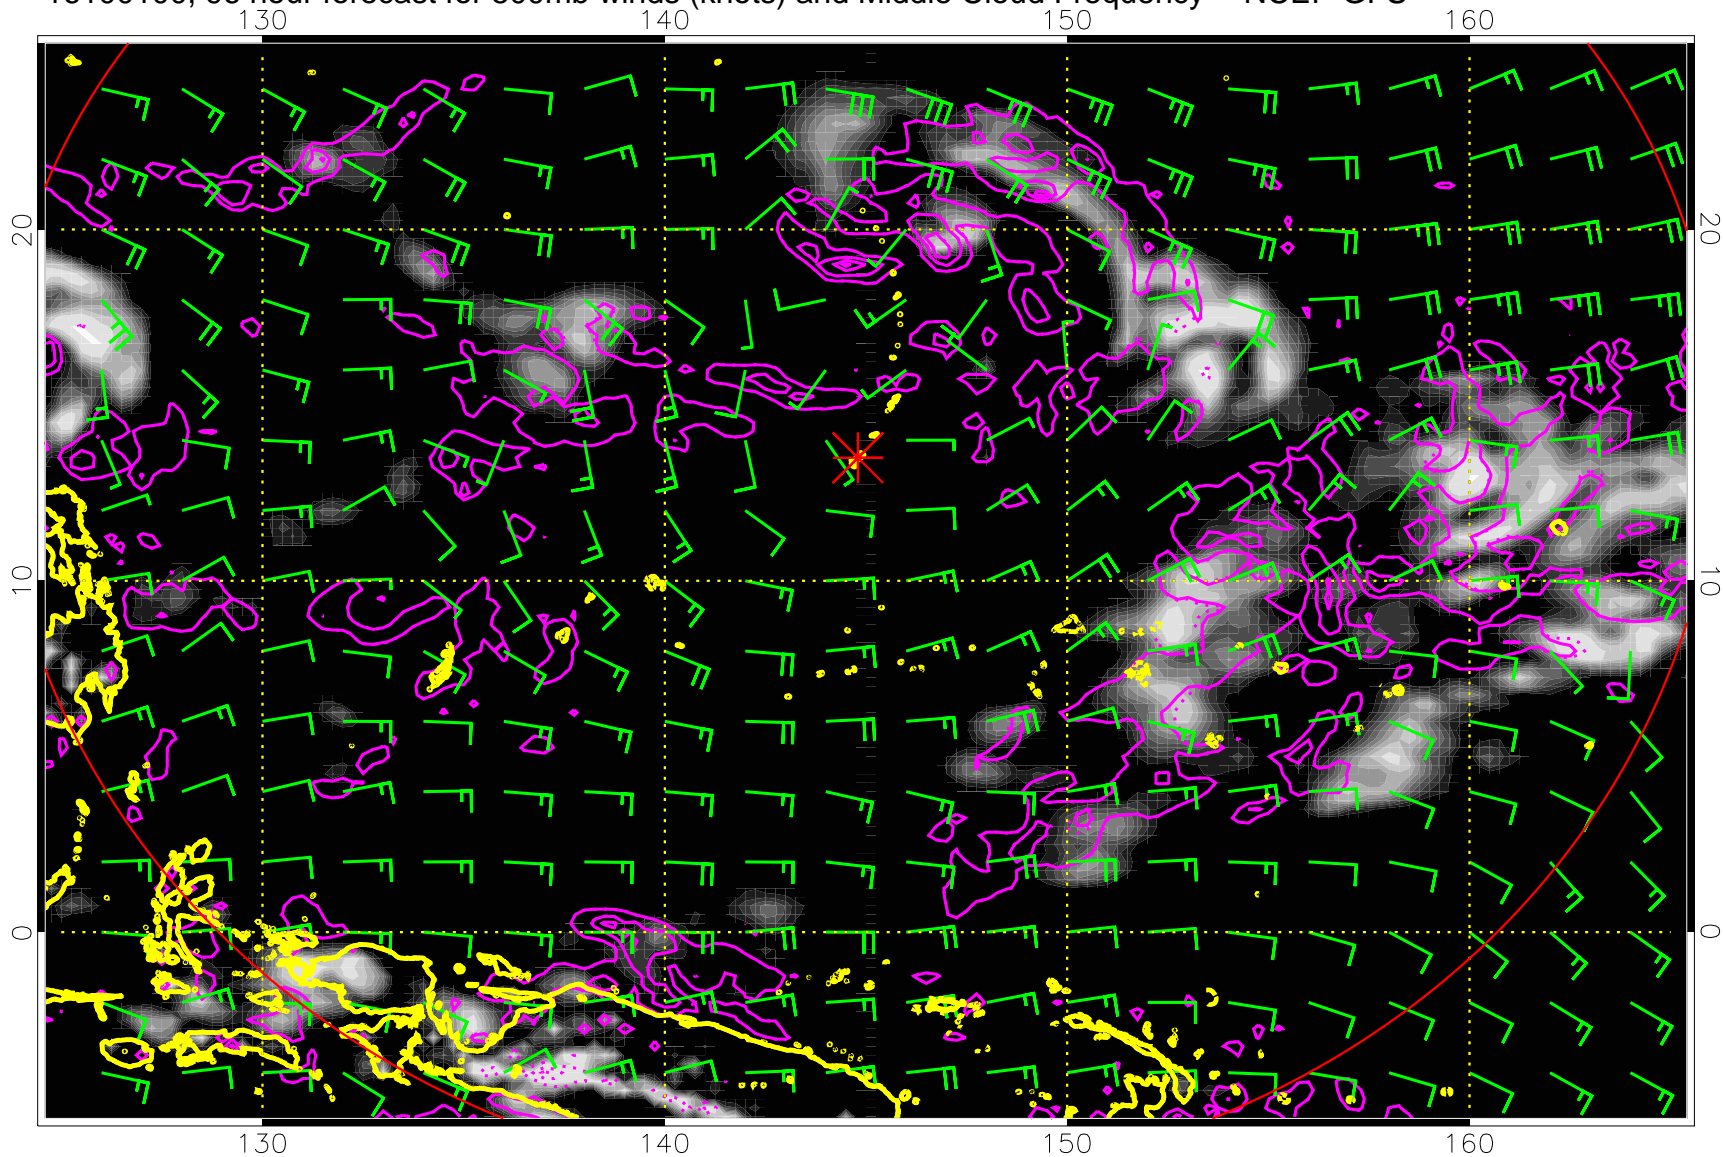 forecast for 500mb winds (knots) and Middle Cloud Frequency
130 140 150 160
20 20
10 10
0 0
130 140 150 160